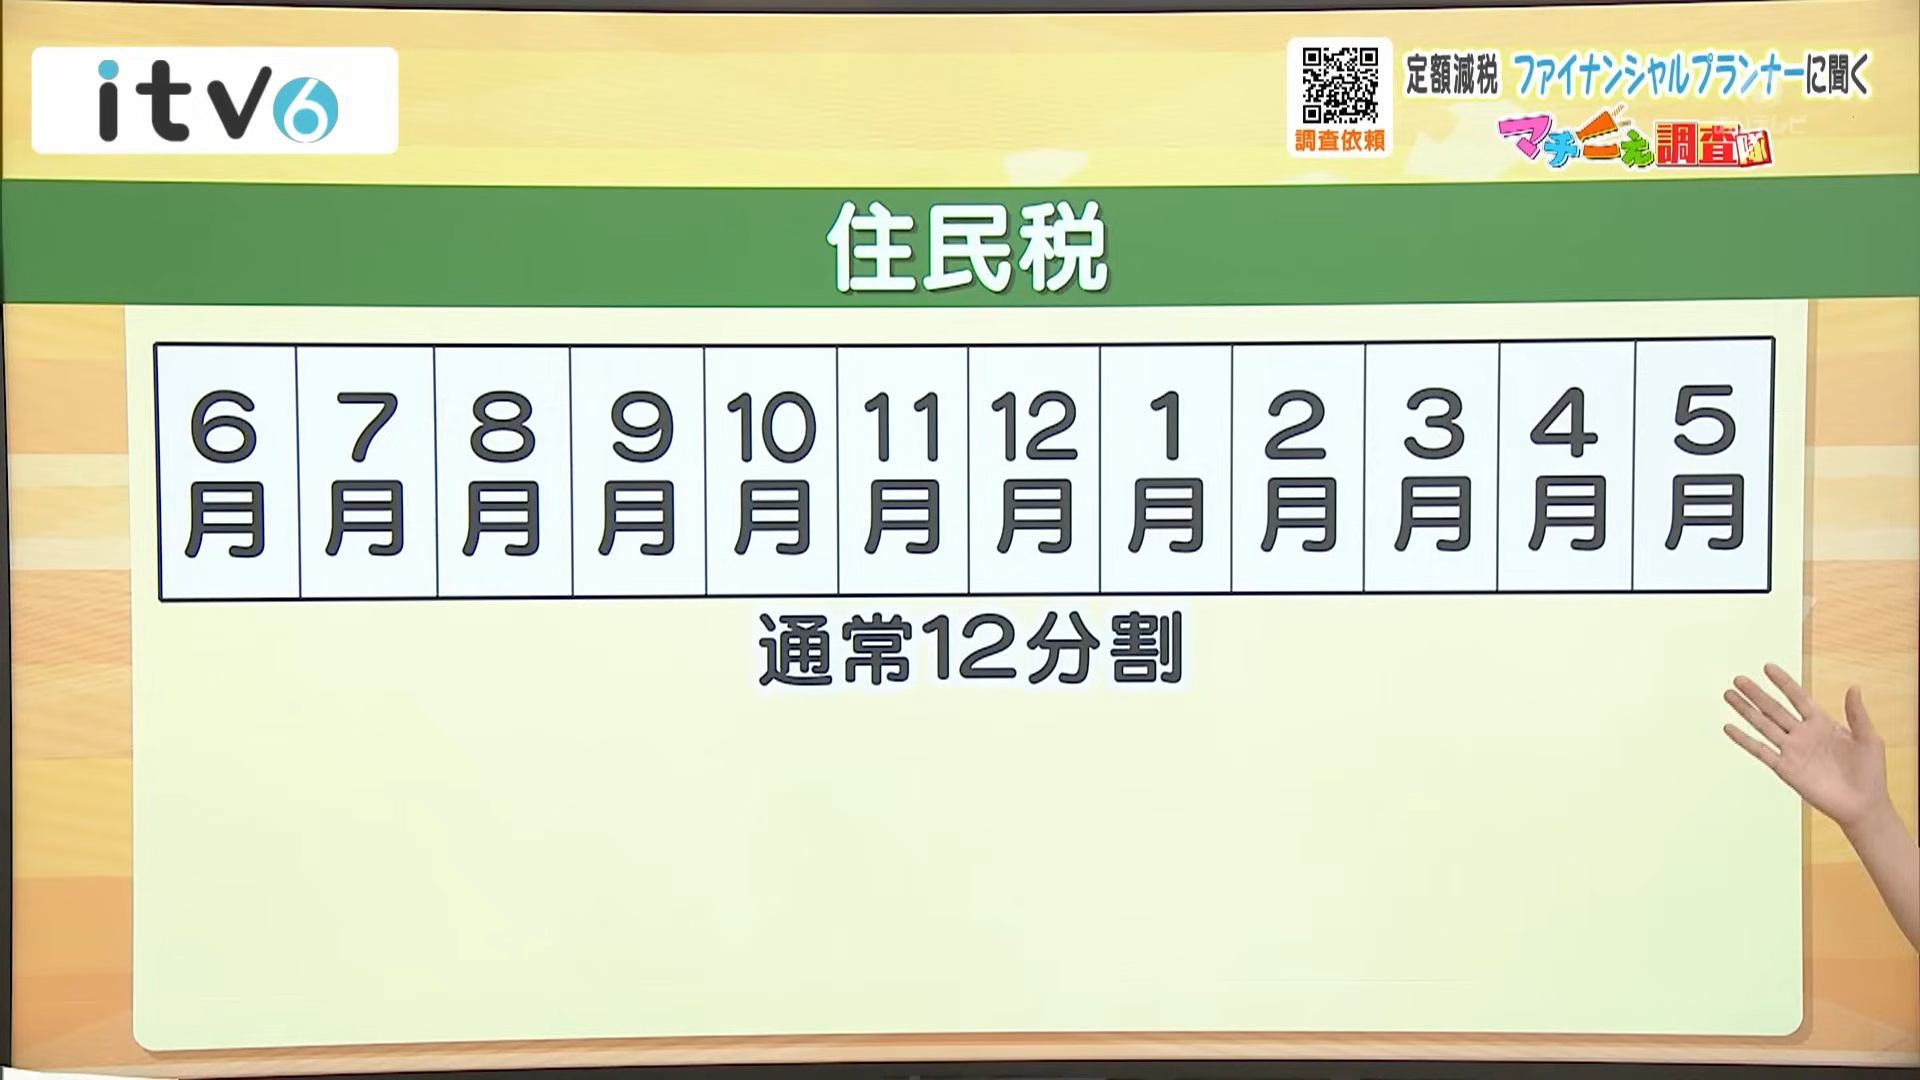 itv6
調査依頼
定額減税 ファイナンシャルプランナーに聞く
マチこえ調査隊
住民税
6月 7月 8月 9月 10月 11月 12月 1月 2月 3月 4月 5月
通常12分割